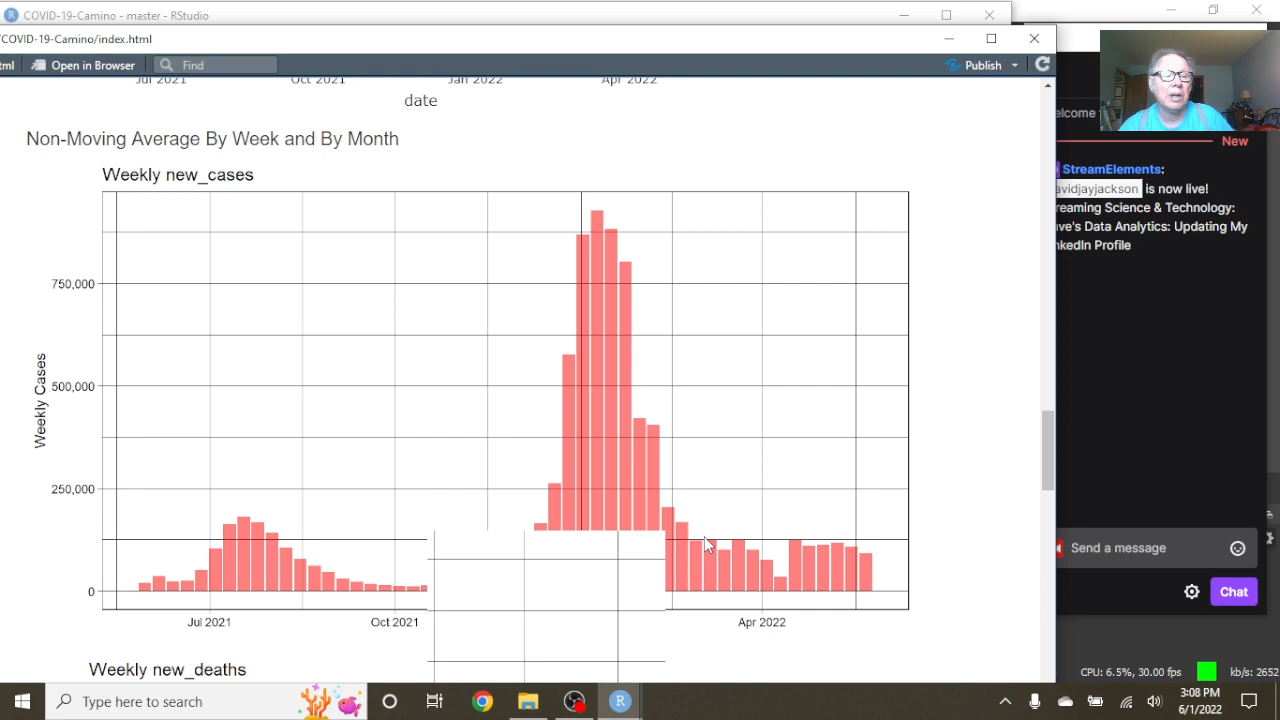 COVID-19-Camino - master - RStudio
COVID-19-Camino/index.html
tml
Open in Browser
Find
Publish
Jul 2021
Oct 2021
Jan 2022
Apr 2022
date
Non-Moving Average By Week and By Month
Weekly new_cases
750,000
500,000
250,000
0
Weekly Cases
Jul 2021
Oct 2021
Apr 2022
Weekly new_deaths
elcome
New
StreamElements:
avidjayjackson is now live!
reaming Science & Technology:
ve's Data Analytics: Updating My
nkedIn Profile
Send a message
Chat
CPU: 6.5%, 30.00 fps
kb/s: 2652
Type here to search
3:08 PM
6/1/2022